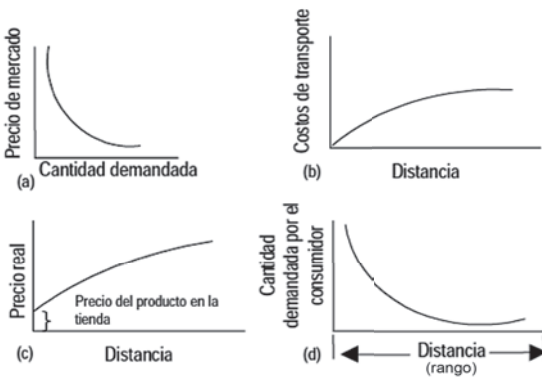 Precio de mercado
Cantidad demandada
(a)
Costos de transporte
(b)
Distancia
Precio real
Precio del producto en la
tienda
(c)
Distancia
Cantidad
demandada por el
consumidor
(d)
Distancia
(rango)